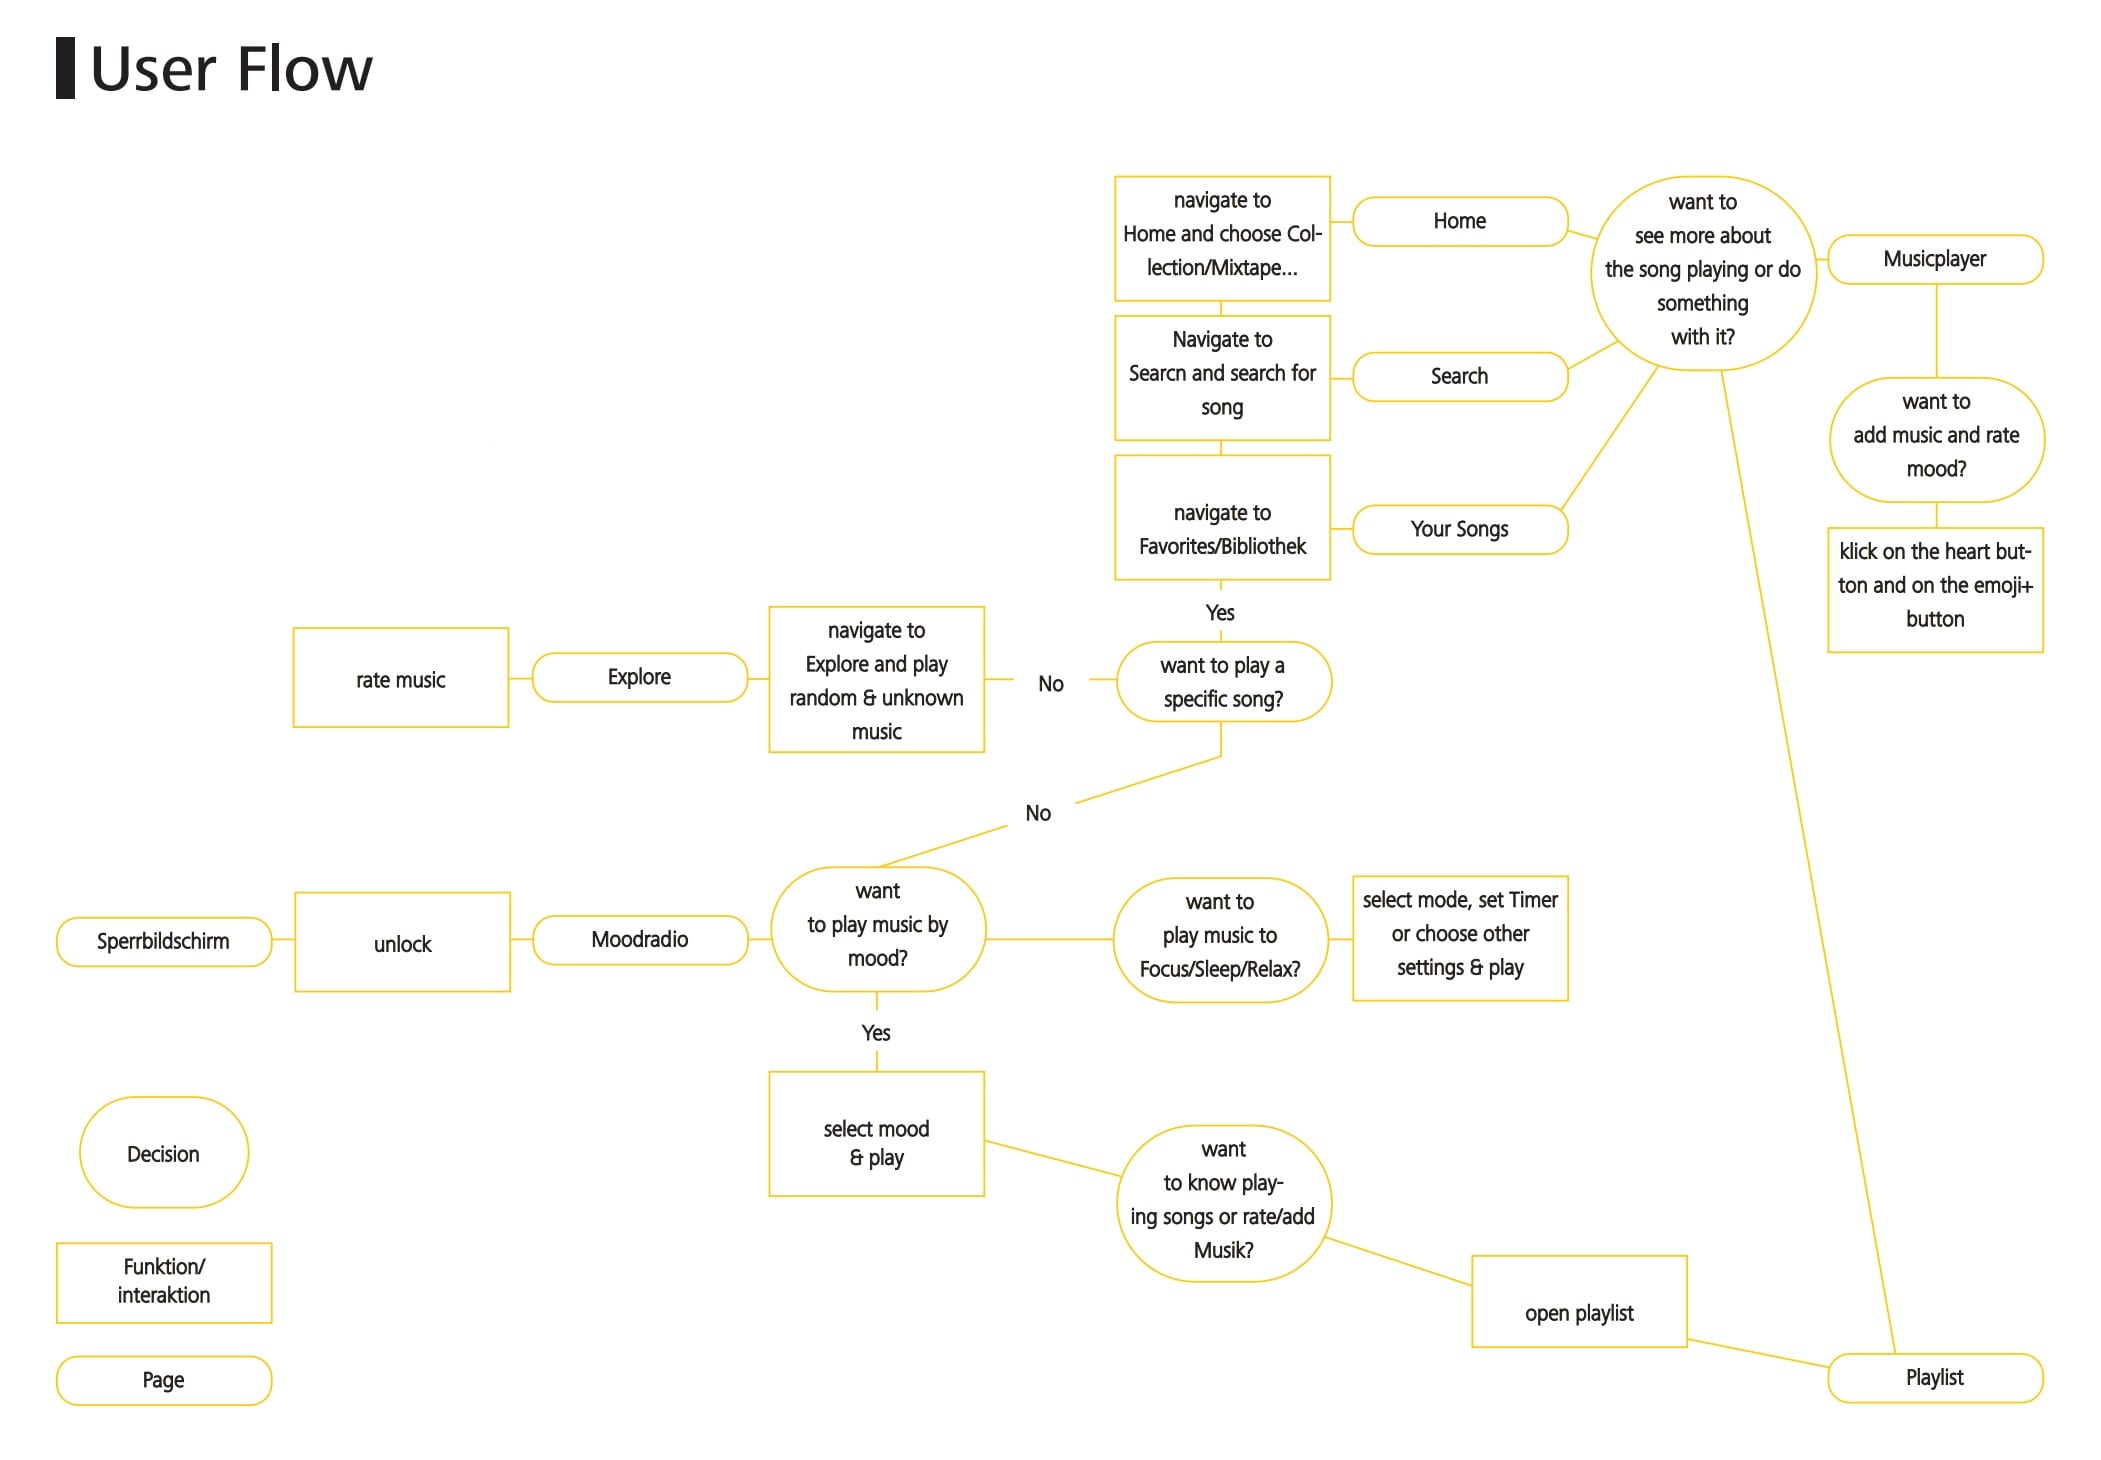 User Flow
navigate to
Home and choose Col-
lection/Mixtape...
Home
want to
see more about
the song playing or do
something
with it?
Musicplayer
Navigate to
Searcn and search for
song
Search
want to
add music and rate
mood?
navigate to
Favorites/Bibliothek
Your Songs
klick on the heart but-
ton and on the emoji+
button
Yes
rate music
Explore
navigate to
Explore and play
random & unknown
music
No
want to play a
specific song?
No
Sperrbildschirm
unlock
Moodradio
want
to play music by
mood?
want to
play music to
Focus/Sleep/Relax?
select mode, set Timer
or choose other
settings & play
Yes
select mood
& play
want
to know play-
ing songs or rate/add
Musik?
open playlist
Playlist
Decision
Funktion/
interaktion
Page